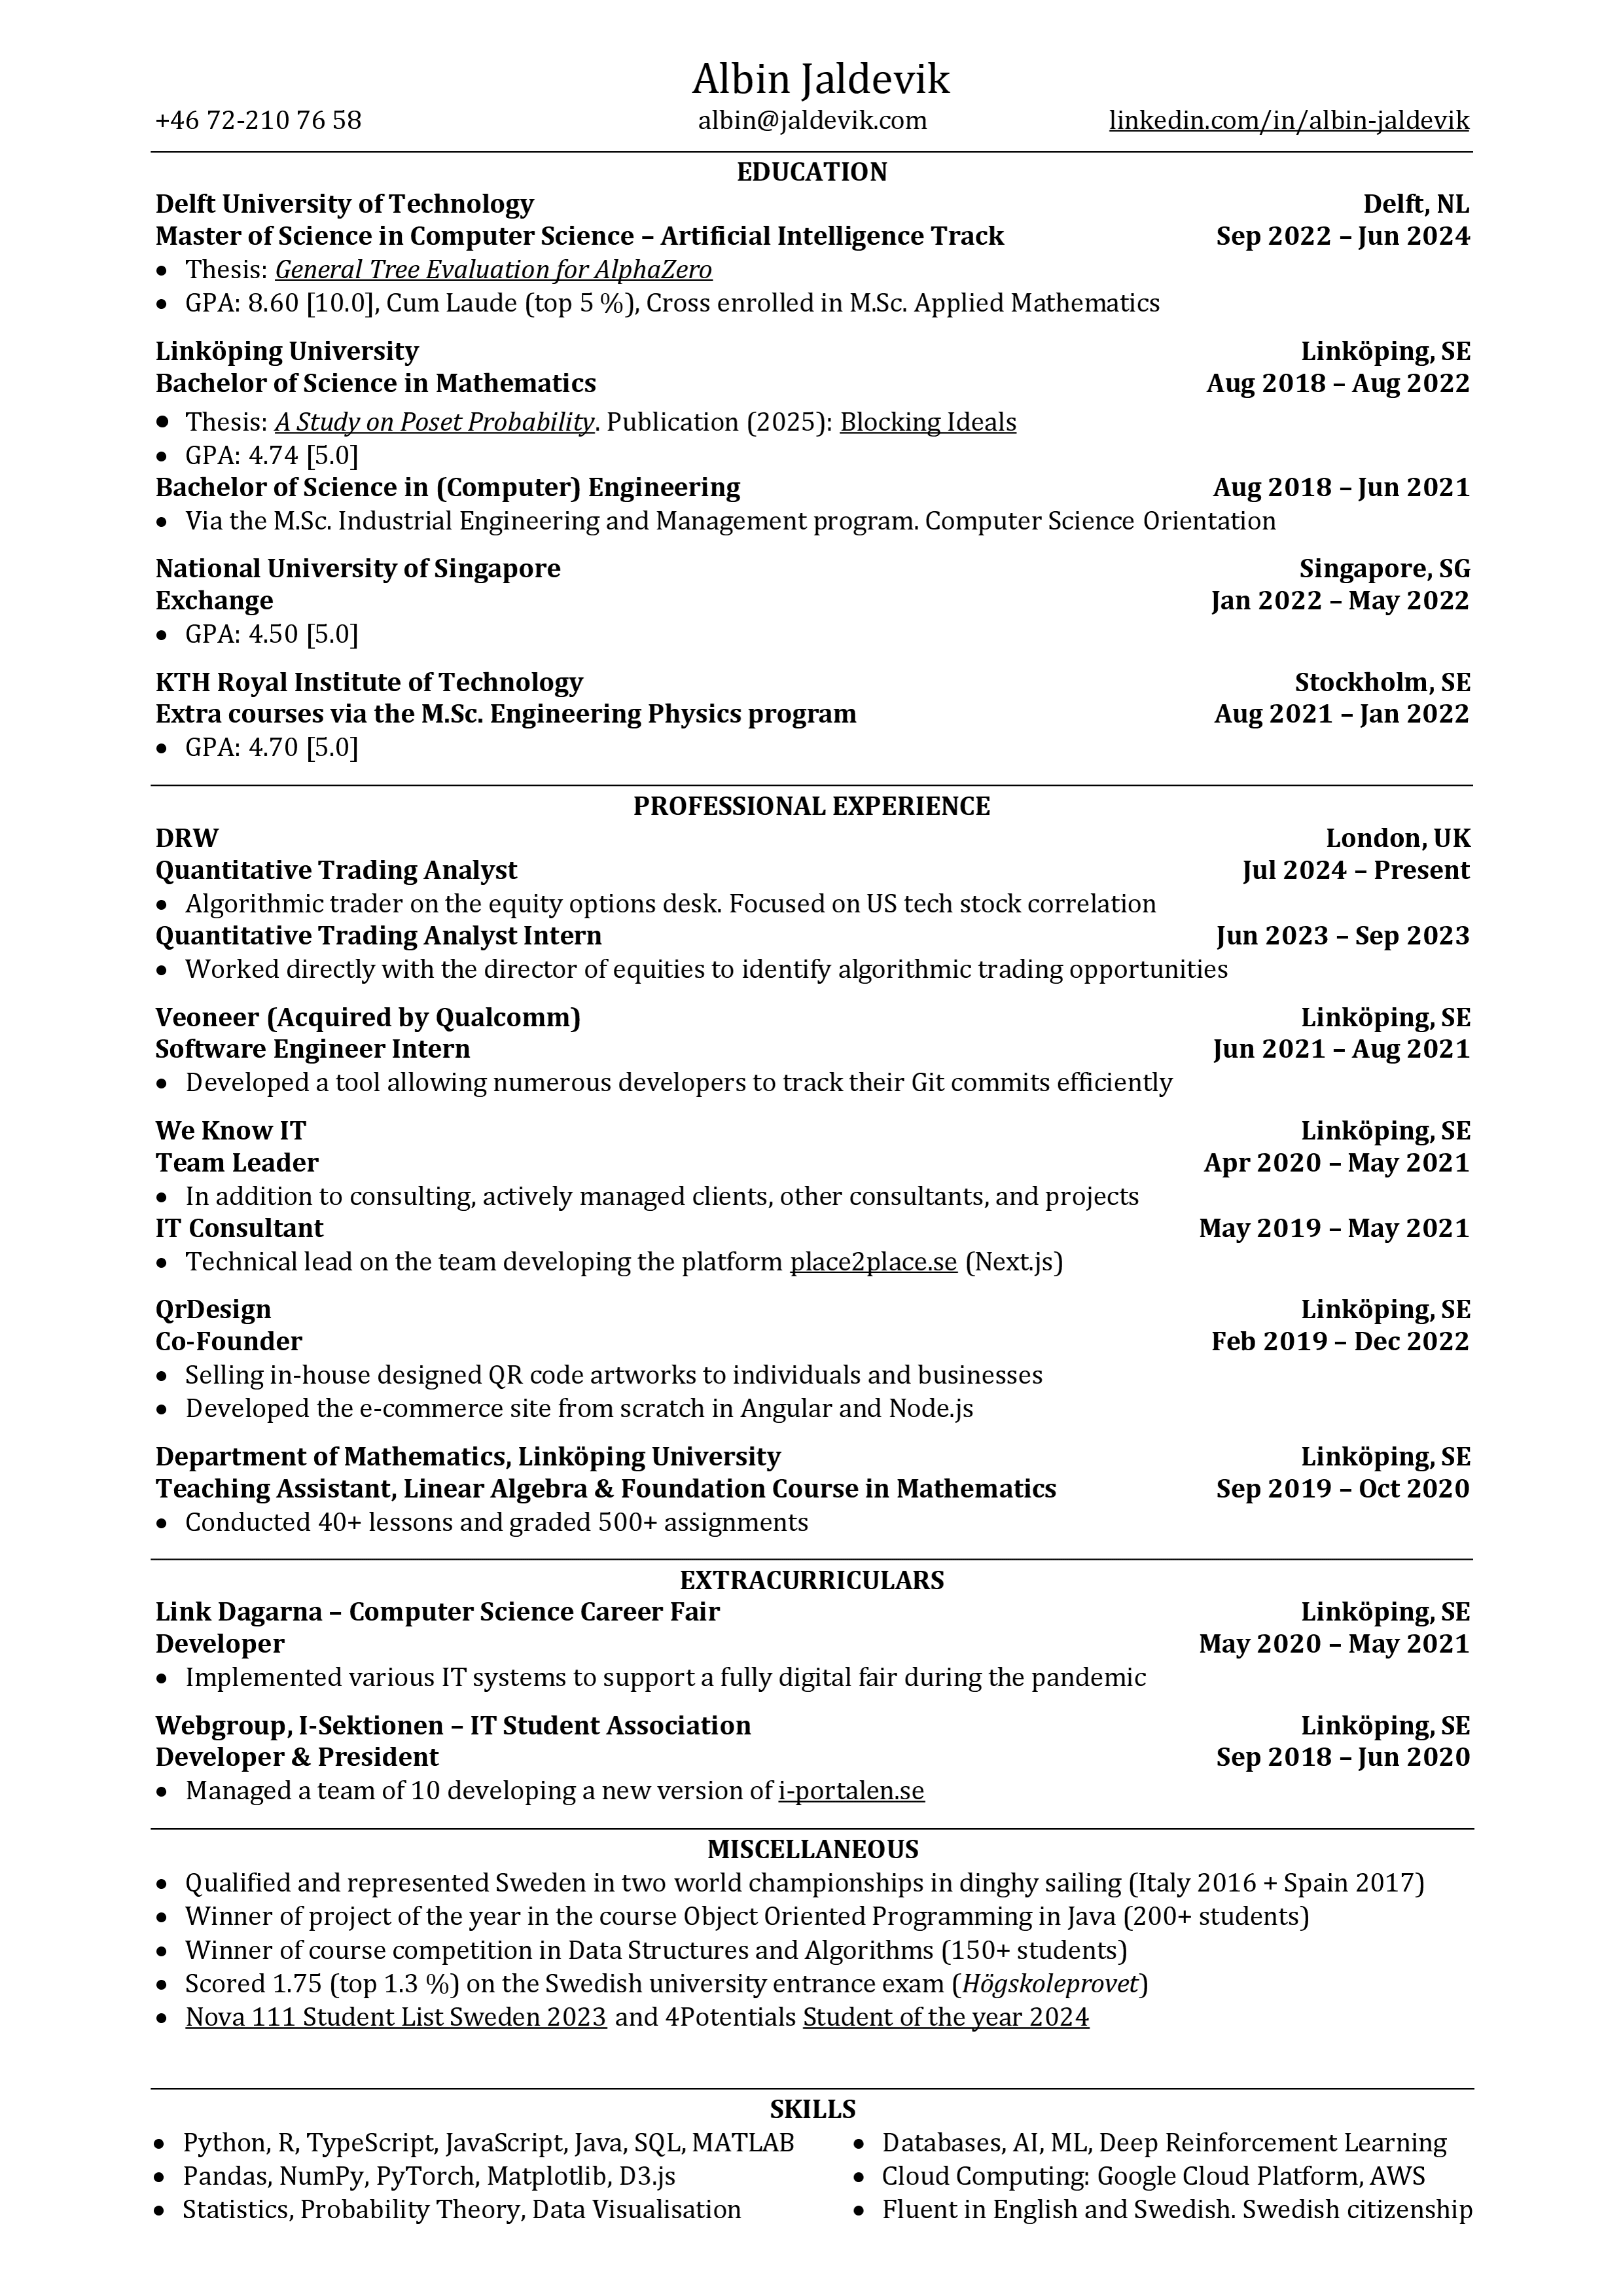 Albin Jaldevik
+46 72-210 76 58 albin@jaldevik.com linkedin.com/in/albin-jaldevik
EDUCATION
Delft University of Technology Delft, NL
Master of Science in Computer Science – Artificial Intelligence Track Sep 2022 – Jun 2024
• Thesis: General Tree Evaluation for AlphaZero
• GPA: 8.60 [10.0], Cum Laude (top 5 %), Cross enrolled in M.Sc. Applied Mathematics
Linköping University Linköping, SE
Bachelor of Science in Mathematics Aug 2018 – Aug 2022
• Thesis: A Study on Poset Probability. Publication (2025): Blocking Ideals
• GPA: 4.74 [5.0]
Bachelor of Science in (Computer) Engineering Aug 2018 – Jun 2021
• Via the M.Sc. Industrial Engineering and Management program. Computer Science Orientation
National University of Singapore Singapore, SG
Exchange Jan 2022 – May 2022
• GPA: 4.50 [5.0]
KTH Royal Institute of Technology Stockholm, SE
Extra courses via the M.Sc. Engineering Physics program Aug 2021 – Jan 2022
• GPA: 4.70 [5.0]
PROFESSIONAL EXPERIENCE
DRW London, UK
Quantitative Trading Analyst Jul 2024 – Present
• Algorithmic trader on the equity options desk. Focused on US tech stock correlation
Quantitative Trading Analyst Intern Jun 2023 – Sep 2023
• Worked directly with the director of equities to identify algorithmic trading opportunities
Veoneer (Acquired by Qualcomm) Linköping, SE
Software Engineer Intern Jun 2021 – Aug 2021
• Developed a tool allowing numerous developers to track their Git commits efficiently
We Know IT Linköping, SE
Team Leader Apr 2020 – May 2021
• In addition to consulting, actively managed clients, other consultants, and projects
IT Consultant May 2019 – May 2021
• Technical lead on the team developing the platform place2place.se (Next.js)
QrDesign Linköping, SE
Co-Founder Feb 2019 – Dec 2022
• Selling in-house designed QR code artworks to individuals and businesses
• Developed the e-commerce site from scratch in Angular and Node.js
Department of Mathematics, Linköping University Linköping, SE
Teaching Assistant, Linear Algebra & Foundation Course in Mathematics Sep 2019 – Oct 2020
• Conducted 40+ lessons and graded 500+ assignments
EXTRACURRICULARS
Link Dagarna – Computer Science Career Fair Linköping, SE
Developer May 2020 – May 2021
• Implemented various IT systems to support a fully digital fair during the pandemic
Webgroup, I-Sektionen – IT Student Association Linköping, SE
Developer & President Sep 2018 – Jun 2020
• Managed a team of 10 developing a new version of i-portalen.se
MISCELLANEOUS
• Qualified and represented Sweden in two world championships in dinghy sailing (Italy 2016 + Spain 2017)
• Winner of project of the year in the course Object Oriented Programming in Java (200+ students)
• Winner of course competition in Data Structures and Algorithms (150+ students)
• Scored 1.75 (top 1.3 %) on the Swedish university entrance exam (Högskoleprovet)
• Nova 111 Student List Sweden 2023 and 4Potentials Student of the year 2024
SKILLS
• Python, R, TypeScript, JavaScript, Java, SQL, MATLAB
• Pandas, NumPy, PyTorch, Matplotlib, D3.js
• Statistics, Probability Theory, Data Visualisation
• Databases, AI, ML, Deep Reinforcement Learning
• Cloud Computing: Google Cloud Platform, AWS
• Fluent in English and Swedish. Swedish citizenship